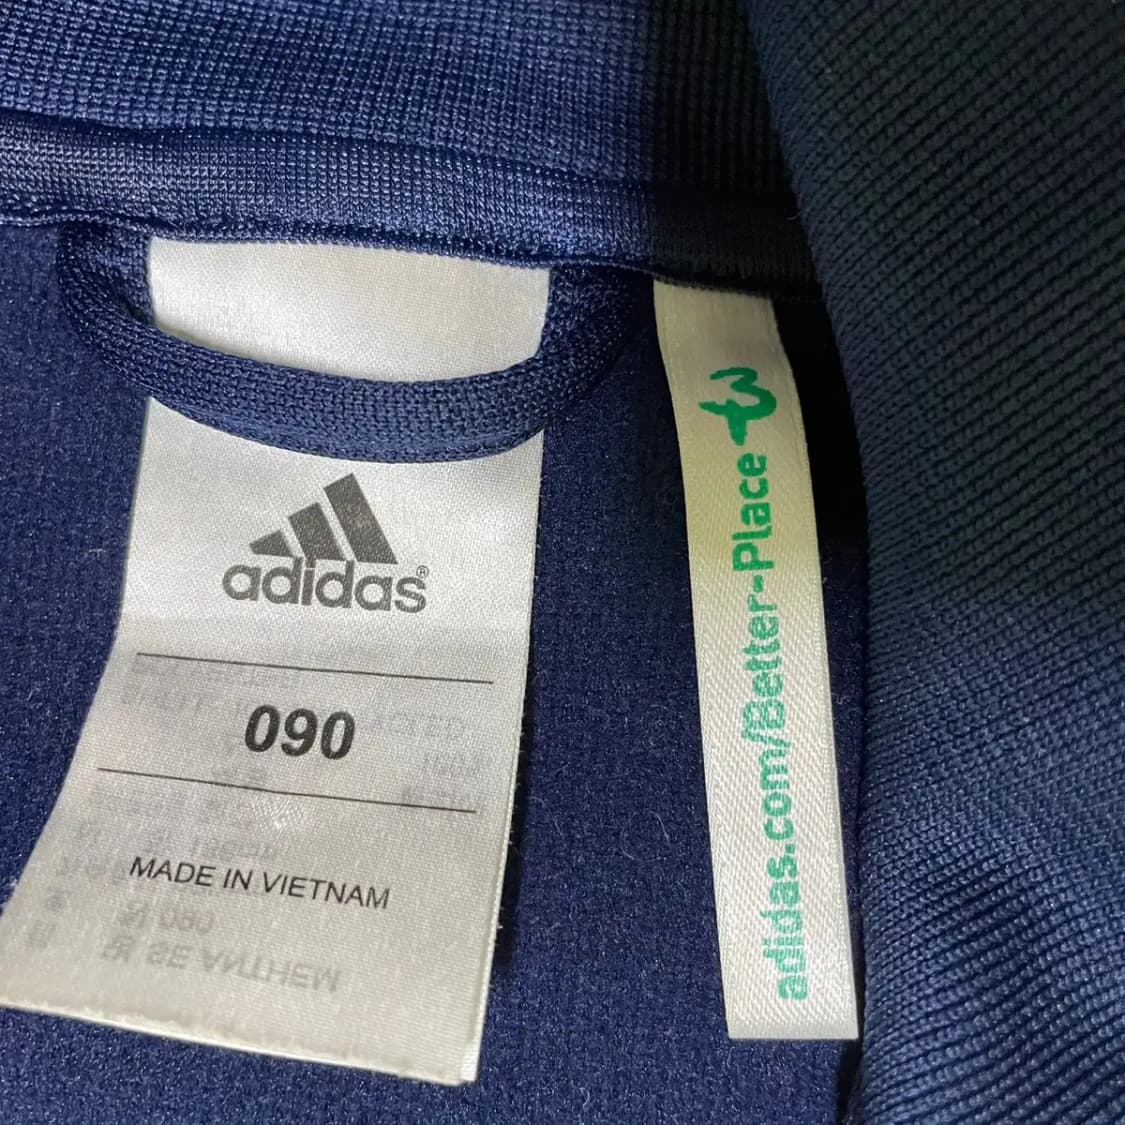 adidas®
090
MADE IN VIETNAM
adidas.com/Better-Place